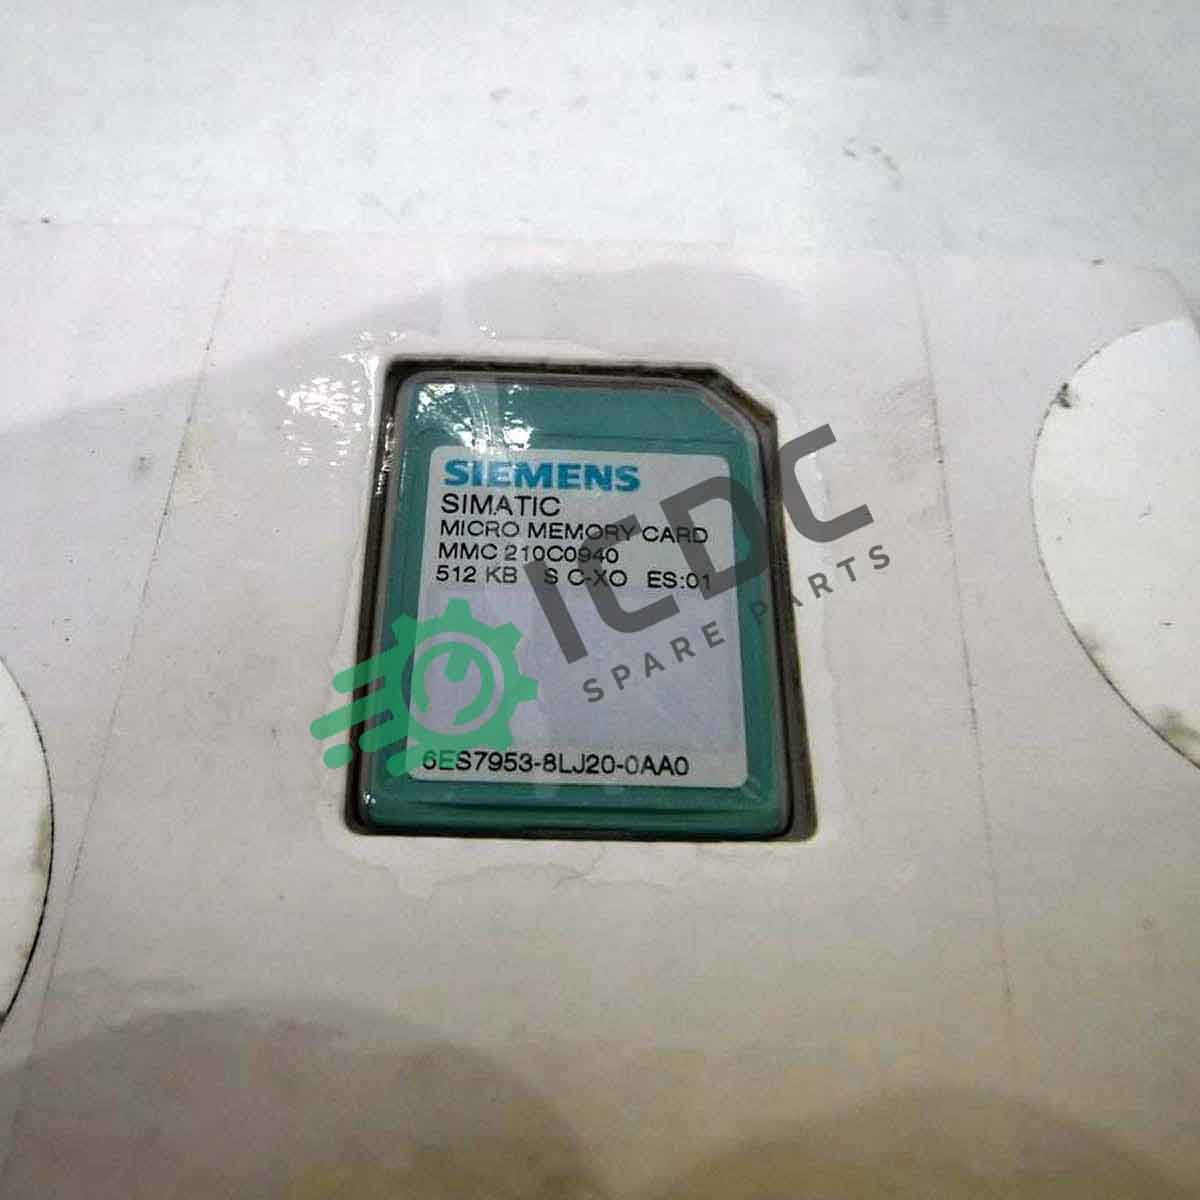 SIEMENS
SIMATIC
MICRO MEMORY CARD
MMC 210C0940
512 KB S C-XO ES:01
ICDC
SPARE PARTS
6ES7953-8LJ20-0AA0